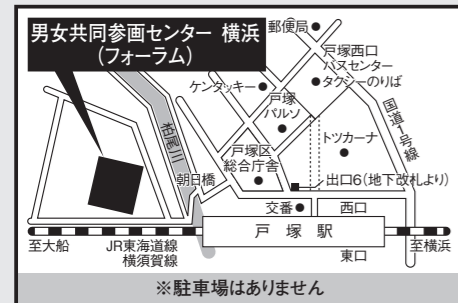 男女共同参画センター 横浜
(フォーラム)
郵便局
戸塚西口
バスセンター
タクシーのりば
ケンタッキー
戸塚
パルソ
国道1号線
柏尾川
トツカーナ
戸塚区
総合庁舎
朝日橋
出口6(地下改札より)
交番
西口
戸塚駅
至大船
JR東海道線
横須賀線
至横浜
東口
※駐車場はありません